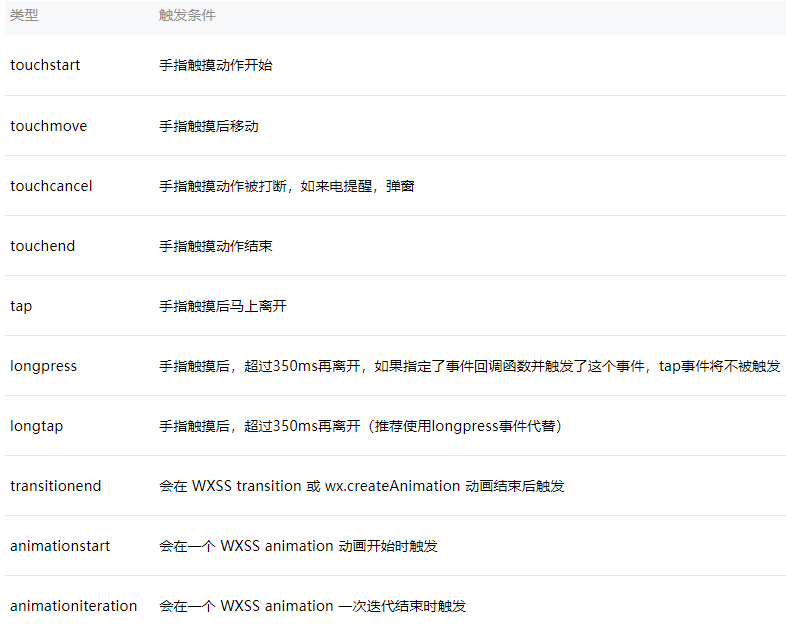 类型 触发条件
touchstart 手指触摸动作开始
touchmove 手指触摸后移动
touchcancel 手指触摸动作被打断，如来电提醒，弹窗
touchend 手指触摸动作结束
tap 手指触摸后马上离开
longpress 手指触摸后，超过350ms再离开，如果指定了事件回调函数并触发了这个事件，tap事件将不被触发
longtap 手指触摸后，超过350ms再离开（推荐使用longpress事件代替）
transitionend 会在 WXSS transition 或 wx.createAnimation 动画结束后触发
animationstart 会在一个 WXSS animation 动画开始时触发
animationiteration 会在一个 WXSS animation 一次迭代结束时触发